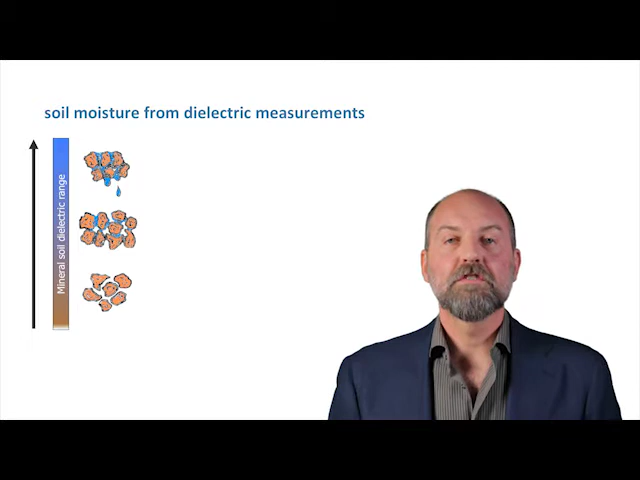 soil moisture from dielectric measurements
Mineral soil dielectric range